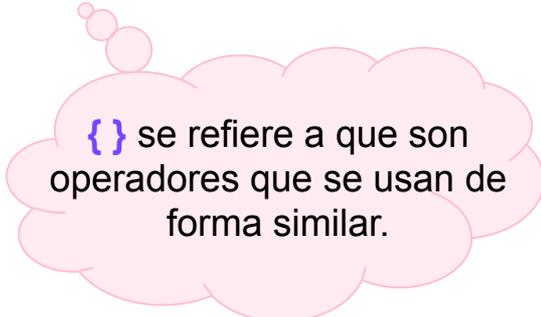 { } se refiere a que son
operadores que se usan de
forma similar.